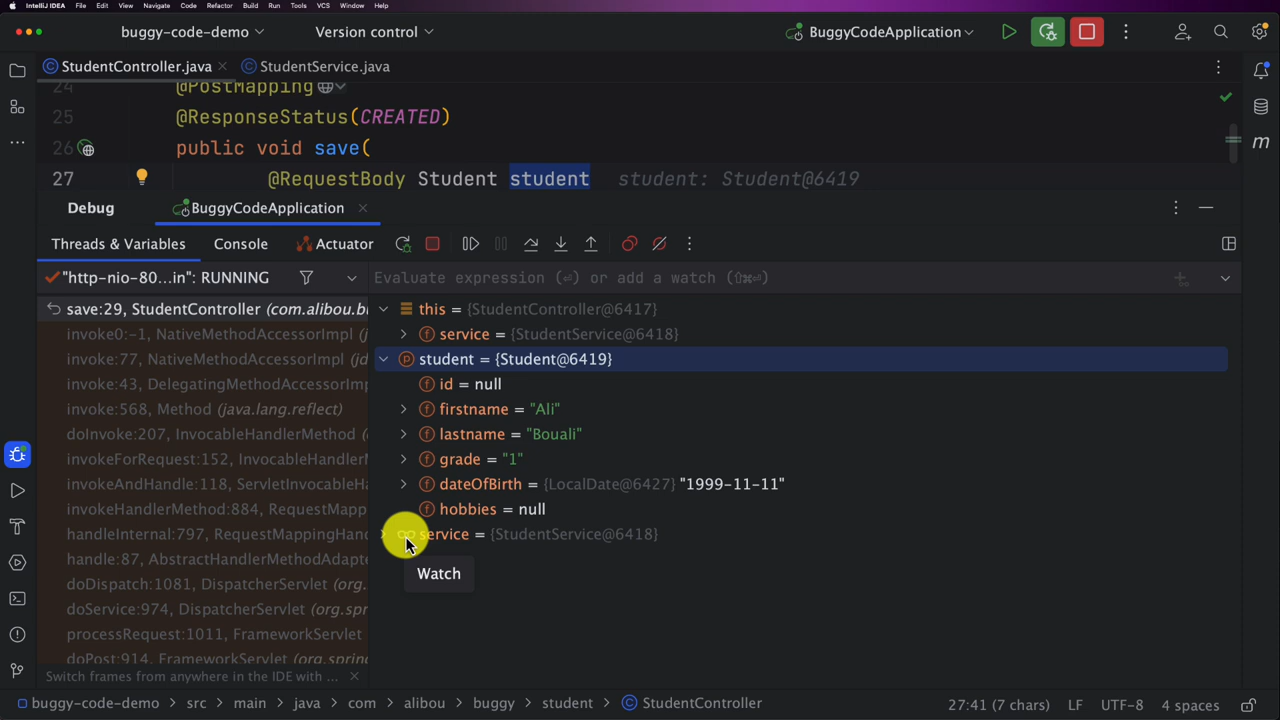 IntelliJ IDEA File Edit View Navigate Code Refactor Build Run Tools VCS Window Help
buggy-code-demo Version control BuggyCodeApplication
StudentController.java StudentService.java
24 @PostMapping
25 @ResponseStatus(CREATED)
26 public void save(
27 @RequestBody Student student student: Student@6419
Debug BuggyCodeApplication
Threads & Variables Console Actuator
"http-nio-80...in": RUNNING Evaluate expression (⏎) or add a watch (⇧⌘⏎)
save:29, StudentController (com.alibou.bu
invoke0:-1, NativeMethodAccessorImpl (
invoke:77, NativeMethodAccessorImpl (jd
invoke:43, DelegatingMethodAccessorImp
invoke:568, Method (java.lang.reflect)
doInvoke:207, InvocableHandlerMethod (
invokeForRequest:152, InvocableHandlerM
invokeAndHandle:118, ServletInvocableHa
invokeHandlerMethod:884, RequestMapp
handleInternal:797, RequestMappingHand
handle:87, AbstractHandlerMethodAdapte
doDispatch:1081, DispatcherServlet (org.
doService:974, DispatcherServlet (org.spr
processRequest:1011, FrameworkServlet
doPost:914, FrameworkServlet (org.spring
Switch frames from anywhere in the IDE with ...
this = {StudentController@6417}
service = {StudentService@6418}
student = {Student@6419}
id = null
firstname = "Ali"
lastname = "Bouali"
grade = "1"
dateOfBirth = {LocalDate@6427} "1999-11-11"
hobbies = null
service = {StudentService@6418}
Watch
buggy-code-demo > src > main > java > com > alibou > buggy > student > StudentController 27:41 (7 chars) LF UTF-8 4 spaces